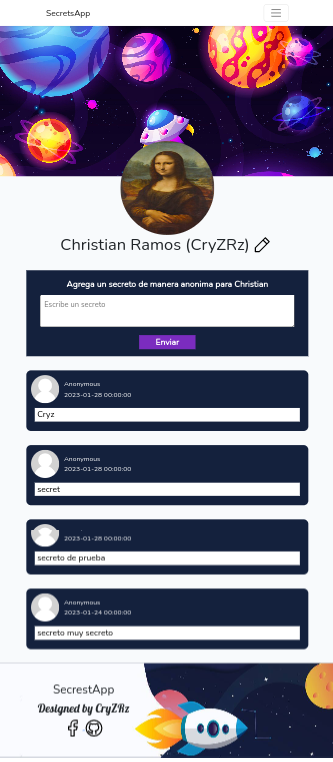 SecretsApp
Christian Ramos (CryZRz)
Agrega un secreto de manera anonima para Christian
Escribe un secreto
Enviar
Anonymous
2023-01-28 00:00:00
Cryz
Anonymous
2023-01-28 00:00:00
secret
2023-01-28 00:00:00
secreto de prueba
Anonymous
2023-01-24 00:00:00
secreto muy secreto
SecrestApp
Designed by CryZRz